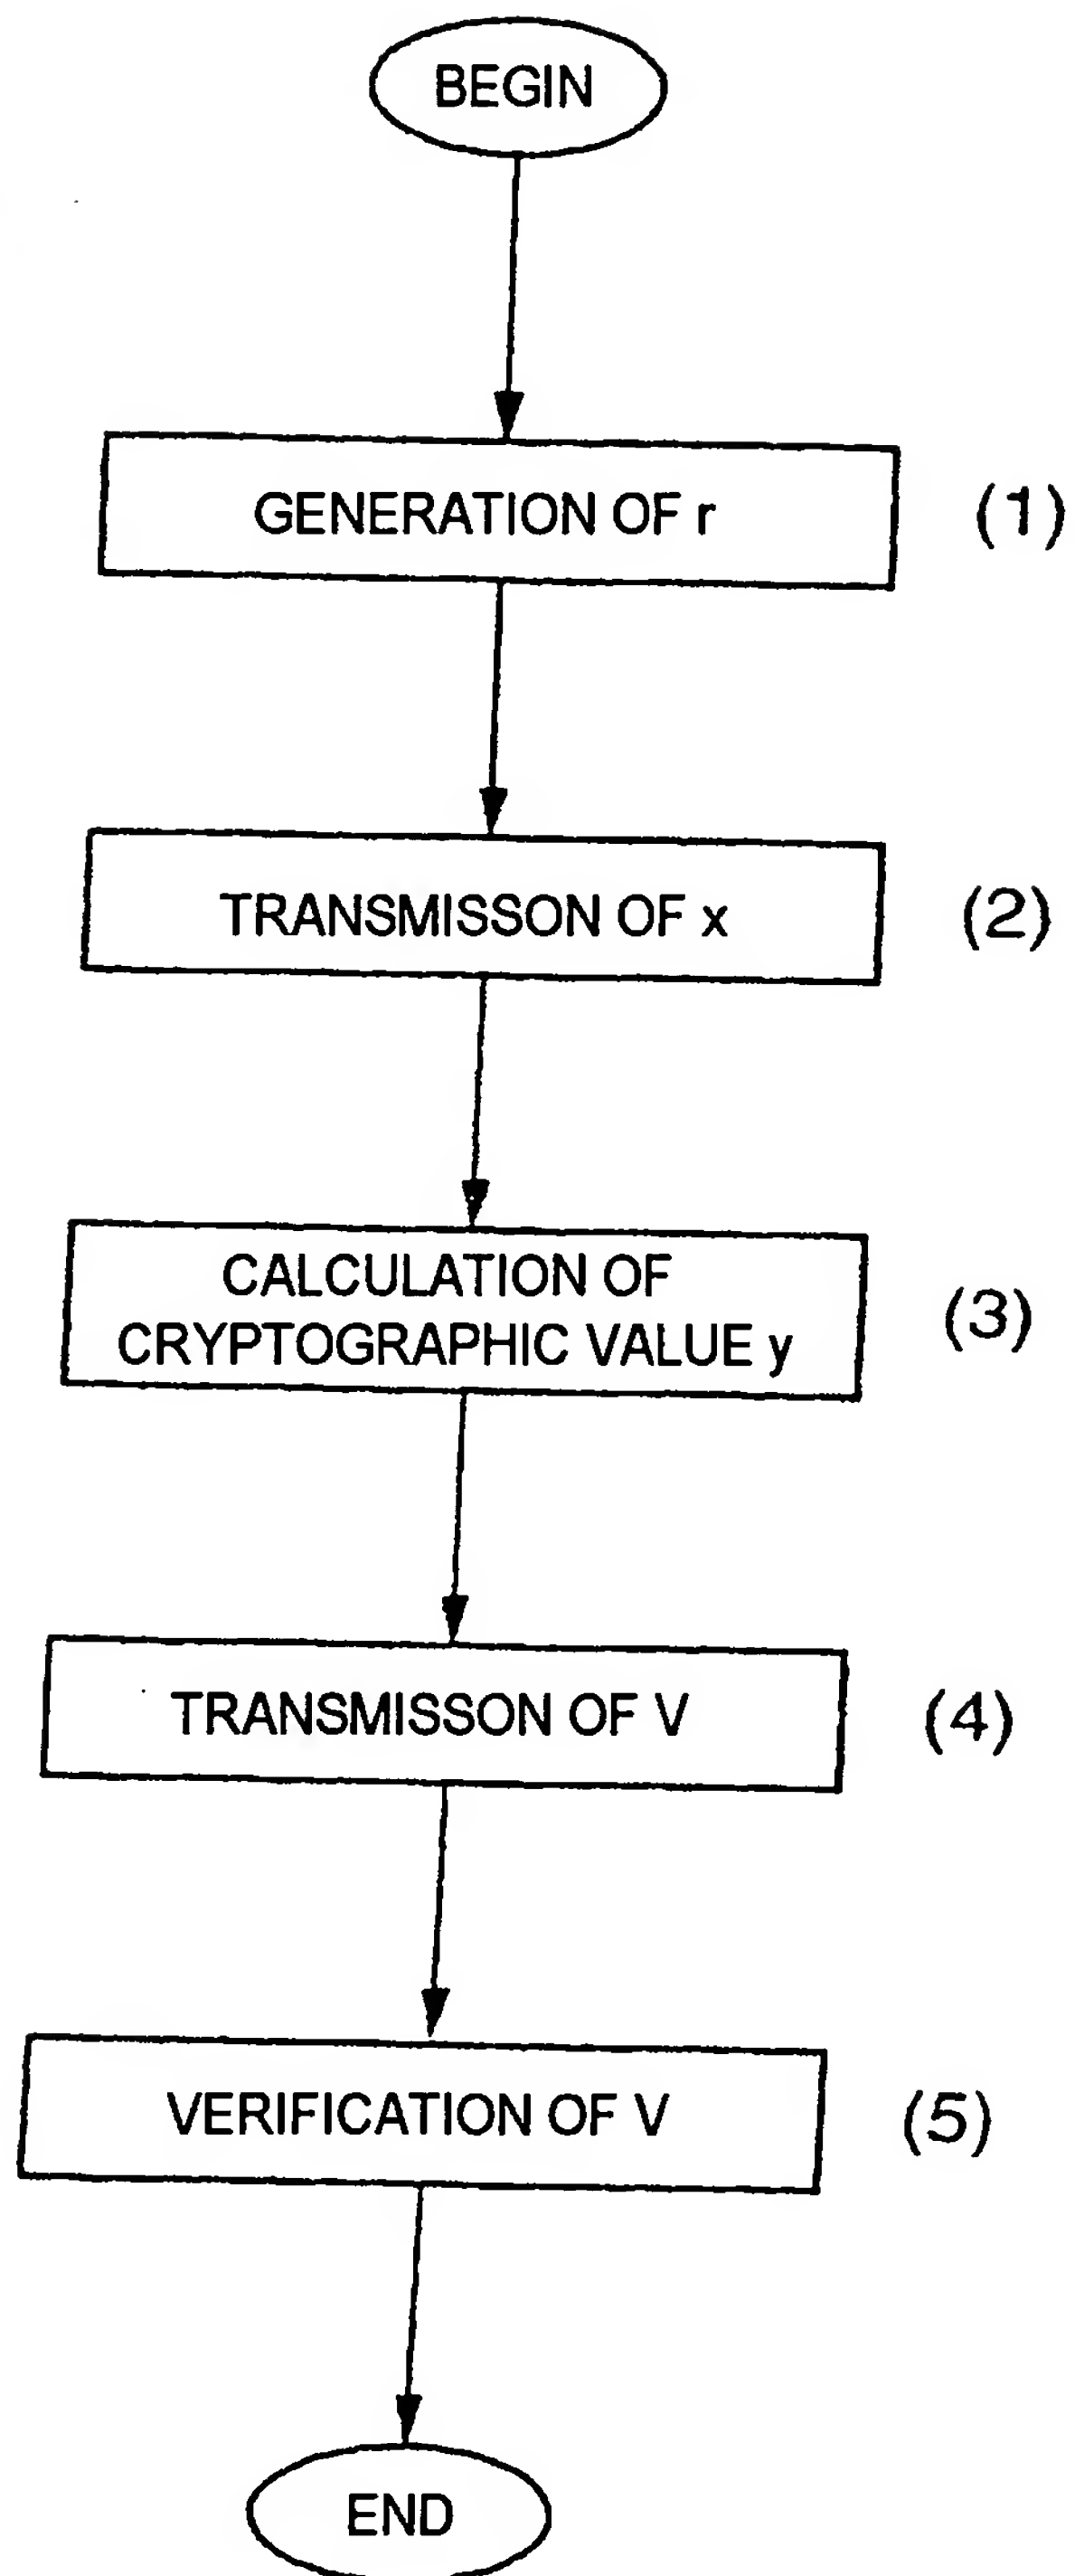 BEGIN
GENERATION OF r
(1)
TRANSMISSON OF x
(2)
CALCULATION OF
CRYPTOGRAPHIC VALUE y
(3)
TRANSMISSON OF V
(4)
VERIFICATION OF V
(5)
END